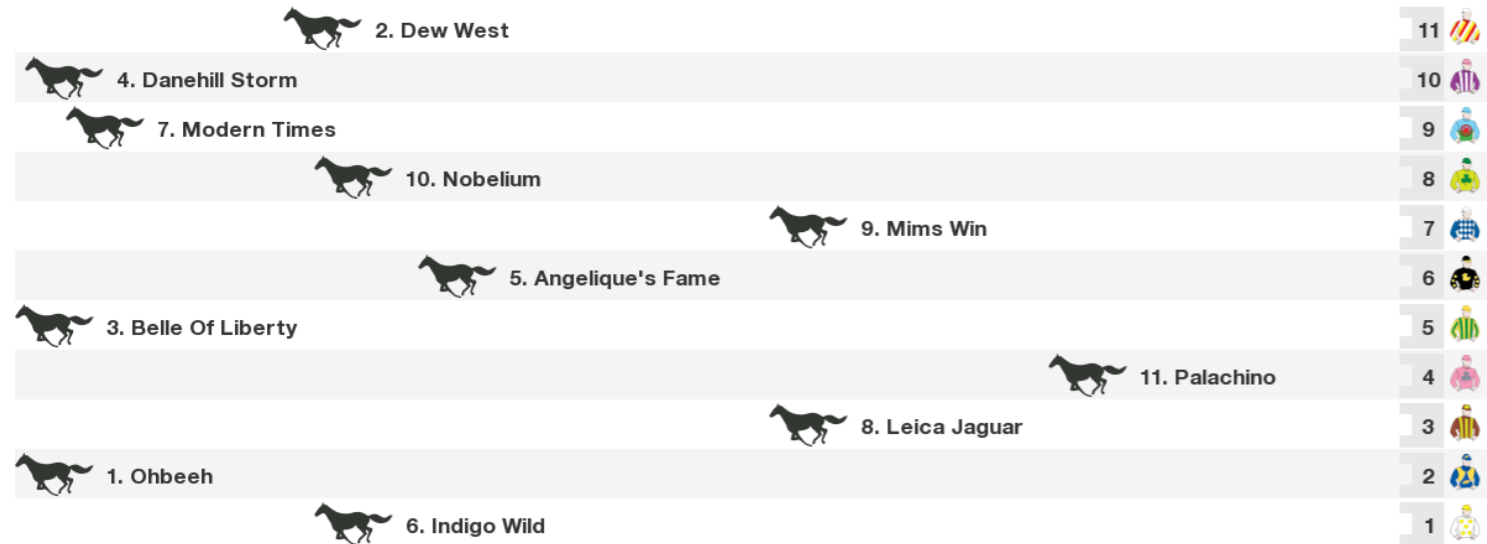 2. Dew West 11
4. Danehill Storm 10
7. Modern Times 9
10. Nobelium 8
9. Mims Win 7
5. Angelique's Fame 6
3. Belle Of Liberty 5
11. Palachino 4
8. Leica Jaguar 3
1. Ohbeeh 2
6. Indigo Wild 1